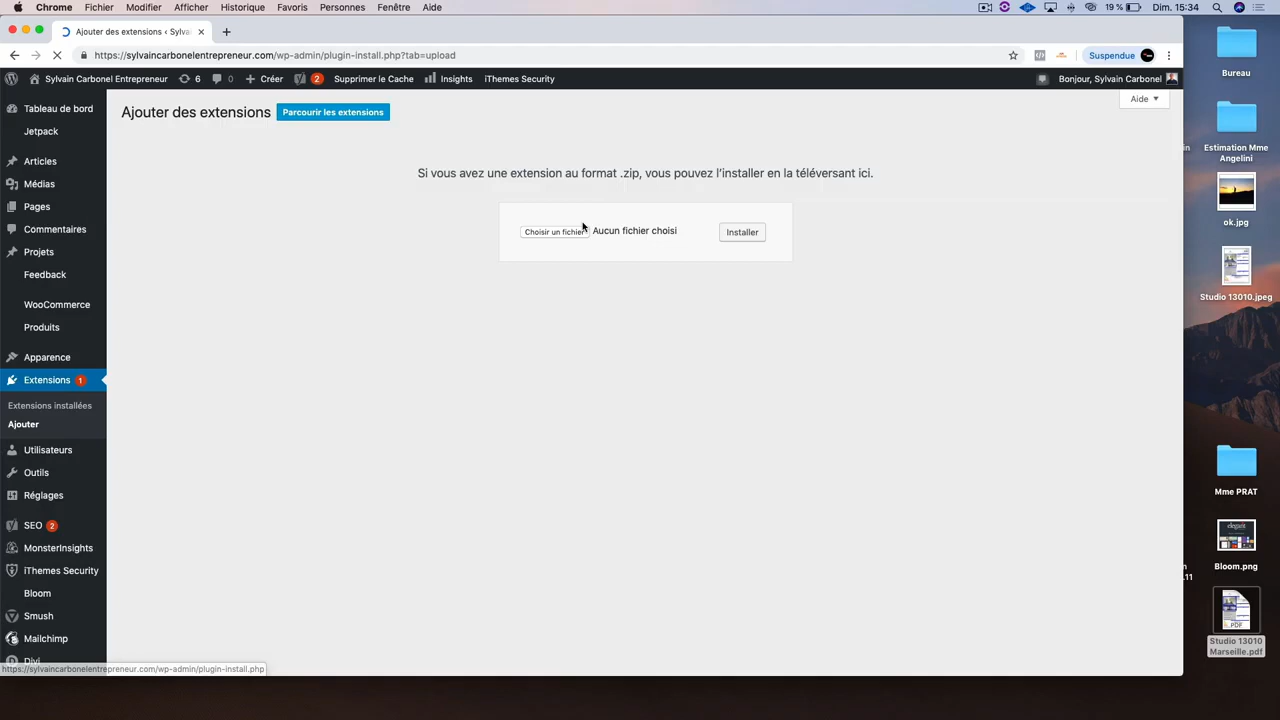 Chrome Fichier Modifier Afficher Historique Favoris Personnes Fenêtre Aide 19 % Dim. 15:34
Ajouter des extensions ‹ Sylva
https://sylvaincarbonelentrepreneur.com/wp-admin/plugin-install.php?tab=upload
Suspendue
Sylvain Carbonel Entrepreneur 6 0 Créer 2 Supprimer le Cache Insights iThemes Security Bonjour, Sylvain Carbonel
Aide
Ajouter des extensions Parcourir les extensions
Si vous avez une extension au format .zip, vous pouvez l'installer en la téléversant ici.
Choisir un fichier Aucun fichier choisi Installer
Tableau de bord
Jetpack
Articles
Médias
Pages
Commentaires
Projets
Feedback
WooCommerce
Produits
Apparence
Extensions 1
Extensions installées
Ajouter
Utilisateurs
Outils
Réglages
SEO 2
MonsterInsights
iThemes Security
Bloom
Smush
Mailchimp
Divi
https://sylvaincarbonelentrepreneur.com/wp-admin/plugin-install.php
Bureau
Estimation Mme
Angelini
ok.jpg
Studio 13010.jpeg
Mme PRAT
elegant
Bloom.png
.11
PDF
Studio 13010
Marseille.pdf